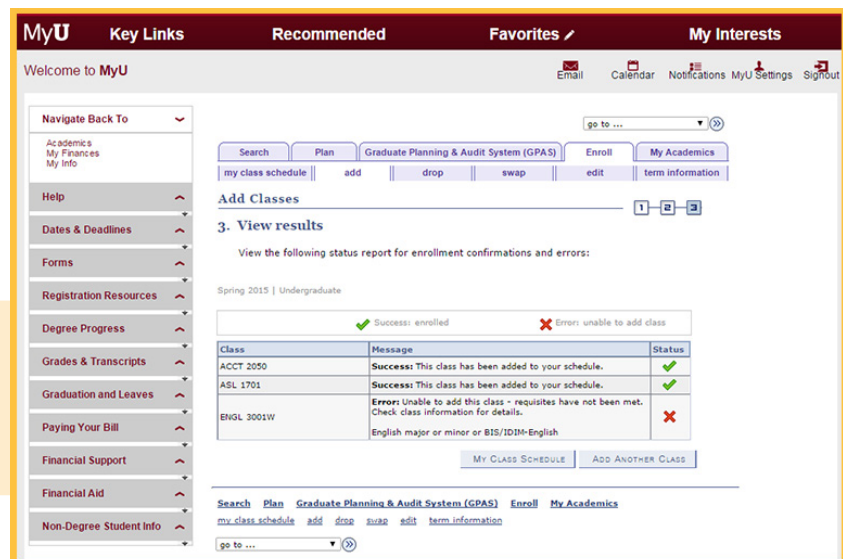 MyU Key Links Recommended Favorites My Interests
Welcome to MyU
Email Calendar Notifications MyU Settings Signout
Navigate Back To
Academics
My Finances
My Info
Help
Dates & Deadlines
Forms
Registration Resources
Degree Progress
Grades & Transcripts
Graduation and Leaves
Paying Your Bill
Financial Support
Financial Aid
Non-Degree Student Info
go to ...
Search Plan Graduate Planning & Audit System (GPAS) Enroll My Academics
my class schedule add drop swap edit term information
Add Classes
1 2 3
3. View results
View the following status report for enrollment confirmations and errors:
Spring 2015 | Undergraduate
Success: enrolled Error: unable to add class
Class Message Status
ACCT 2050 Success: This class has been added to your schedule.
ASL 1701 Success: This class has been added to your schedule.
ENGL 3001W Error: Unable to add this class - requisites have not been met.
Check class information for details.
English major or minor or BIS/IDIM-English
MY CLASS SCHEDULE ADD ANOTHER CLASS
Search Plan Graduate Planning & Audit System (GPAS) Enroll My Academics
my class schedule add drop swap edit term information
go to ...